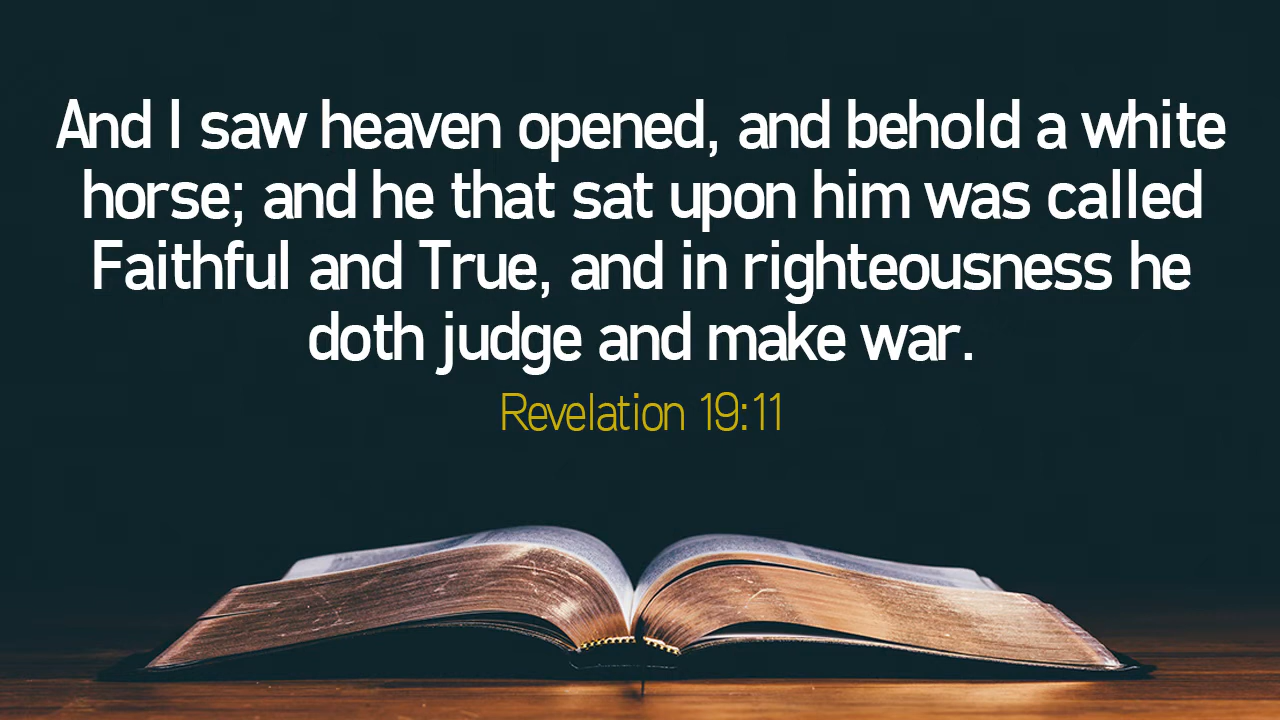 And I saw heaven opened, and behold a white
horse; and he that sat upon him was called
Faithful and True, and in righteousness he
doth judge and make war.
Revelation 19:11